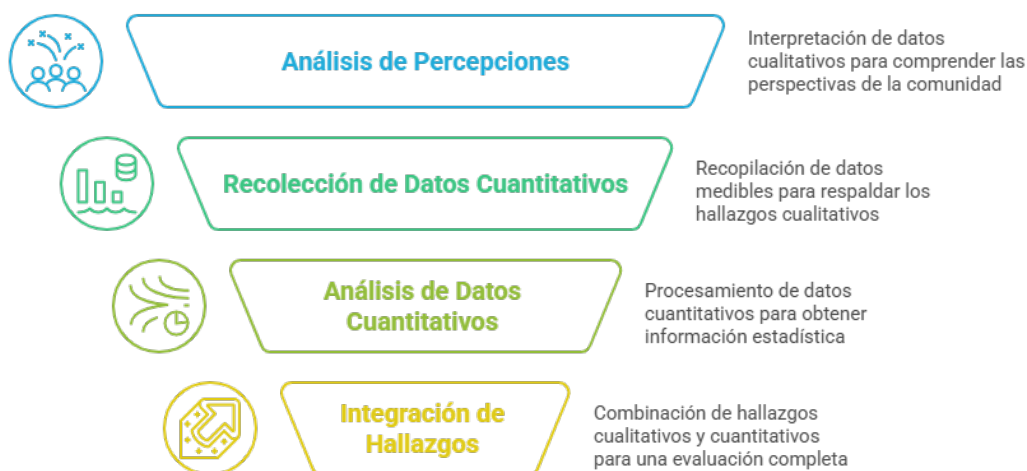 Análisis de Percepciones
Interpretación de datos
cualitativos para comprender las
perspectivas de la comunidad
Recolección de Datos Cuantitativos
Recopilación de datos
medibles para respaldar los
hallazgos cualitativos
Análisis de Datos
Cuantitativos
Procesamiento de datos
cuantitativos para obtener
información estadística
Integración de
Hallazgos
Combinación de hallazgos
cualitativos y cuantitativos
para una evaluación completa